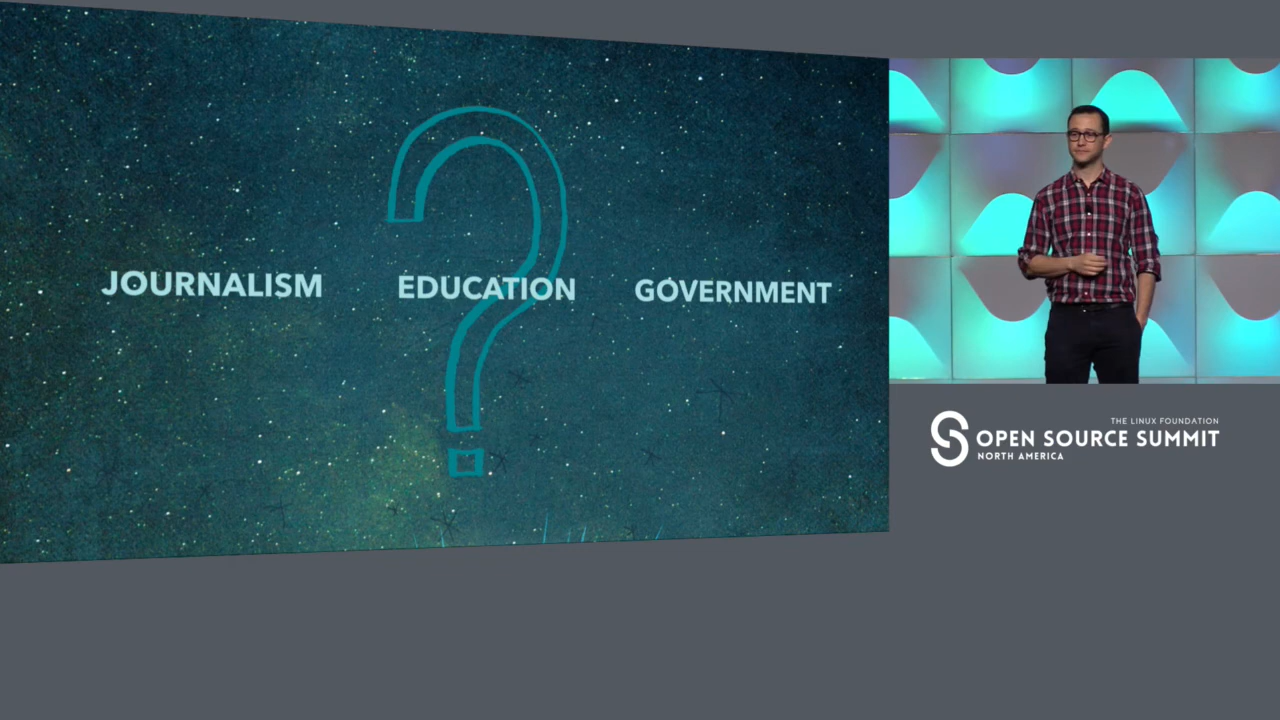 ?
JOURNALISM EDUCATION GOVERNMENT
THE LINUX FOUNDATION
OPEN SOURCE SUMMIT
NORTH AMERICA